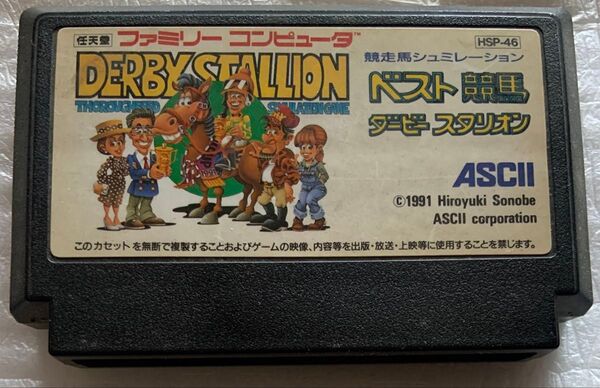 任天堂 ファミリー コンピュータ™ HSP-46
DERBY STALLION
THOROUGHBRED SIMULATION GAME
競走馬シュミレーション
ベスト競馬
ダービー スタリオン
ASCII
©1991 Hiroyuki Sonobe
ASCII corporation
このカセットを無断で複製することおよびゲームの映像、内容等を出版・放送・上映等に使用することを禁じます。